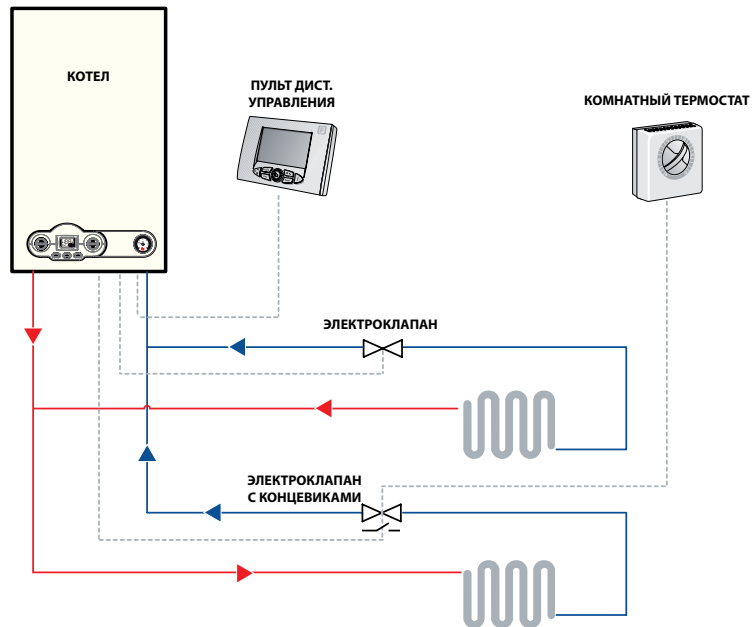 КОТЕЛ
ПУЛЬТ ДИСТ.
УПРАВЛЕНИЯ
КОМНАТНЫЙ ТЕРМОСТАТ
ЭЛЕКТРОКЛАПАН
ЭЛЕКТРОКЛАПАН
С КОНЦЕВИКАМИ